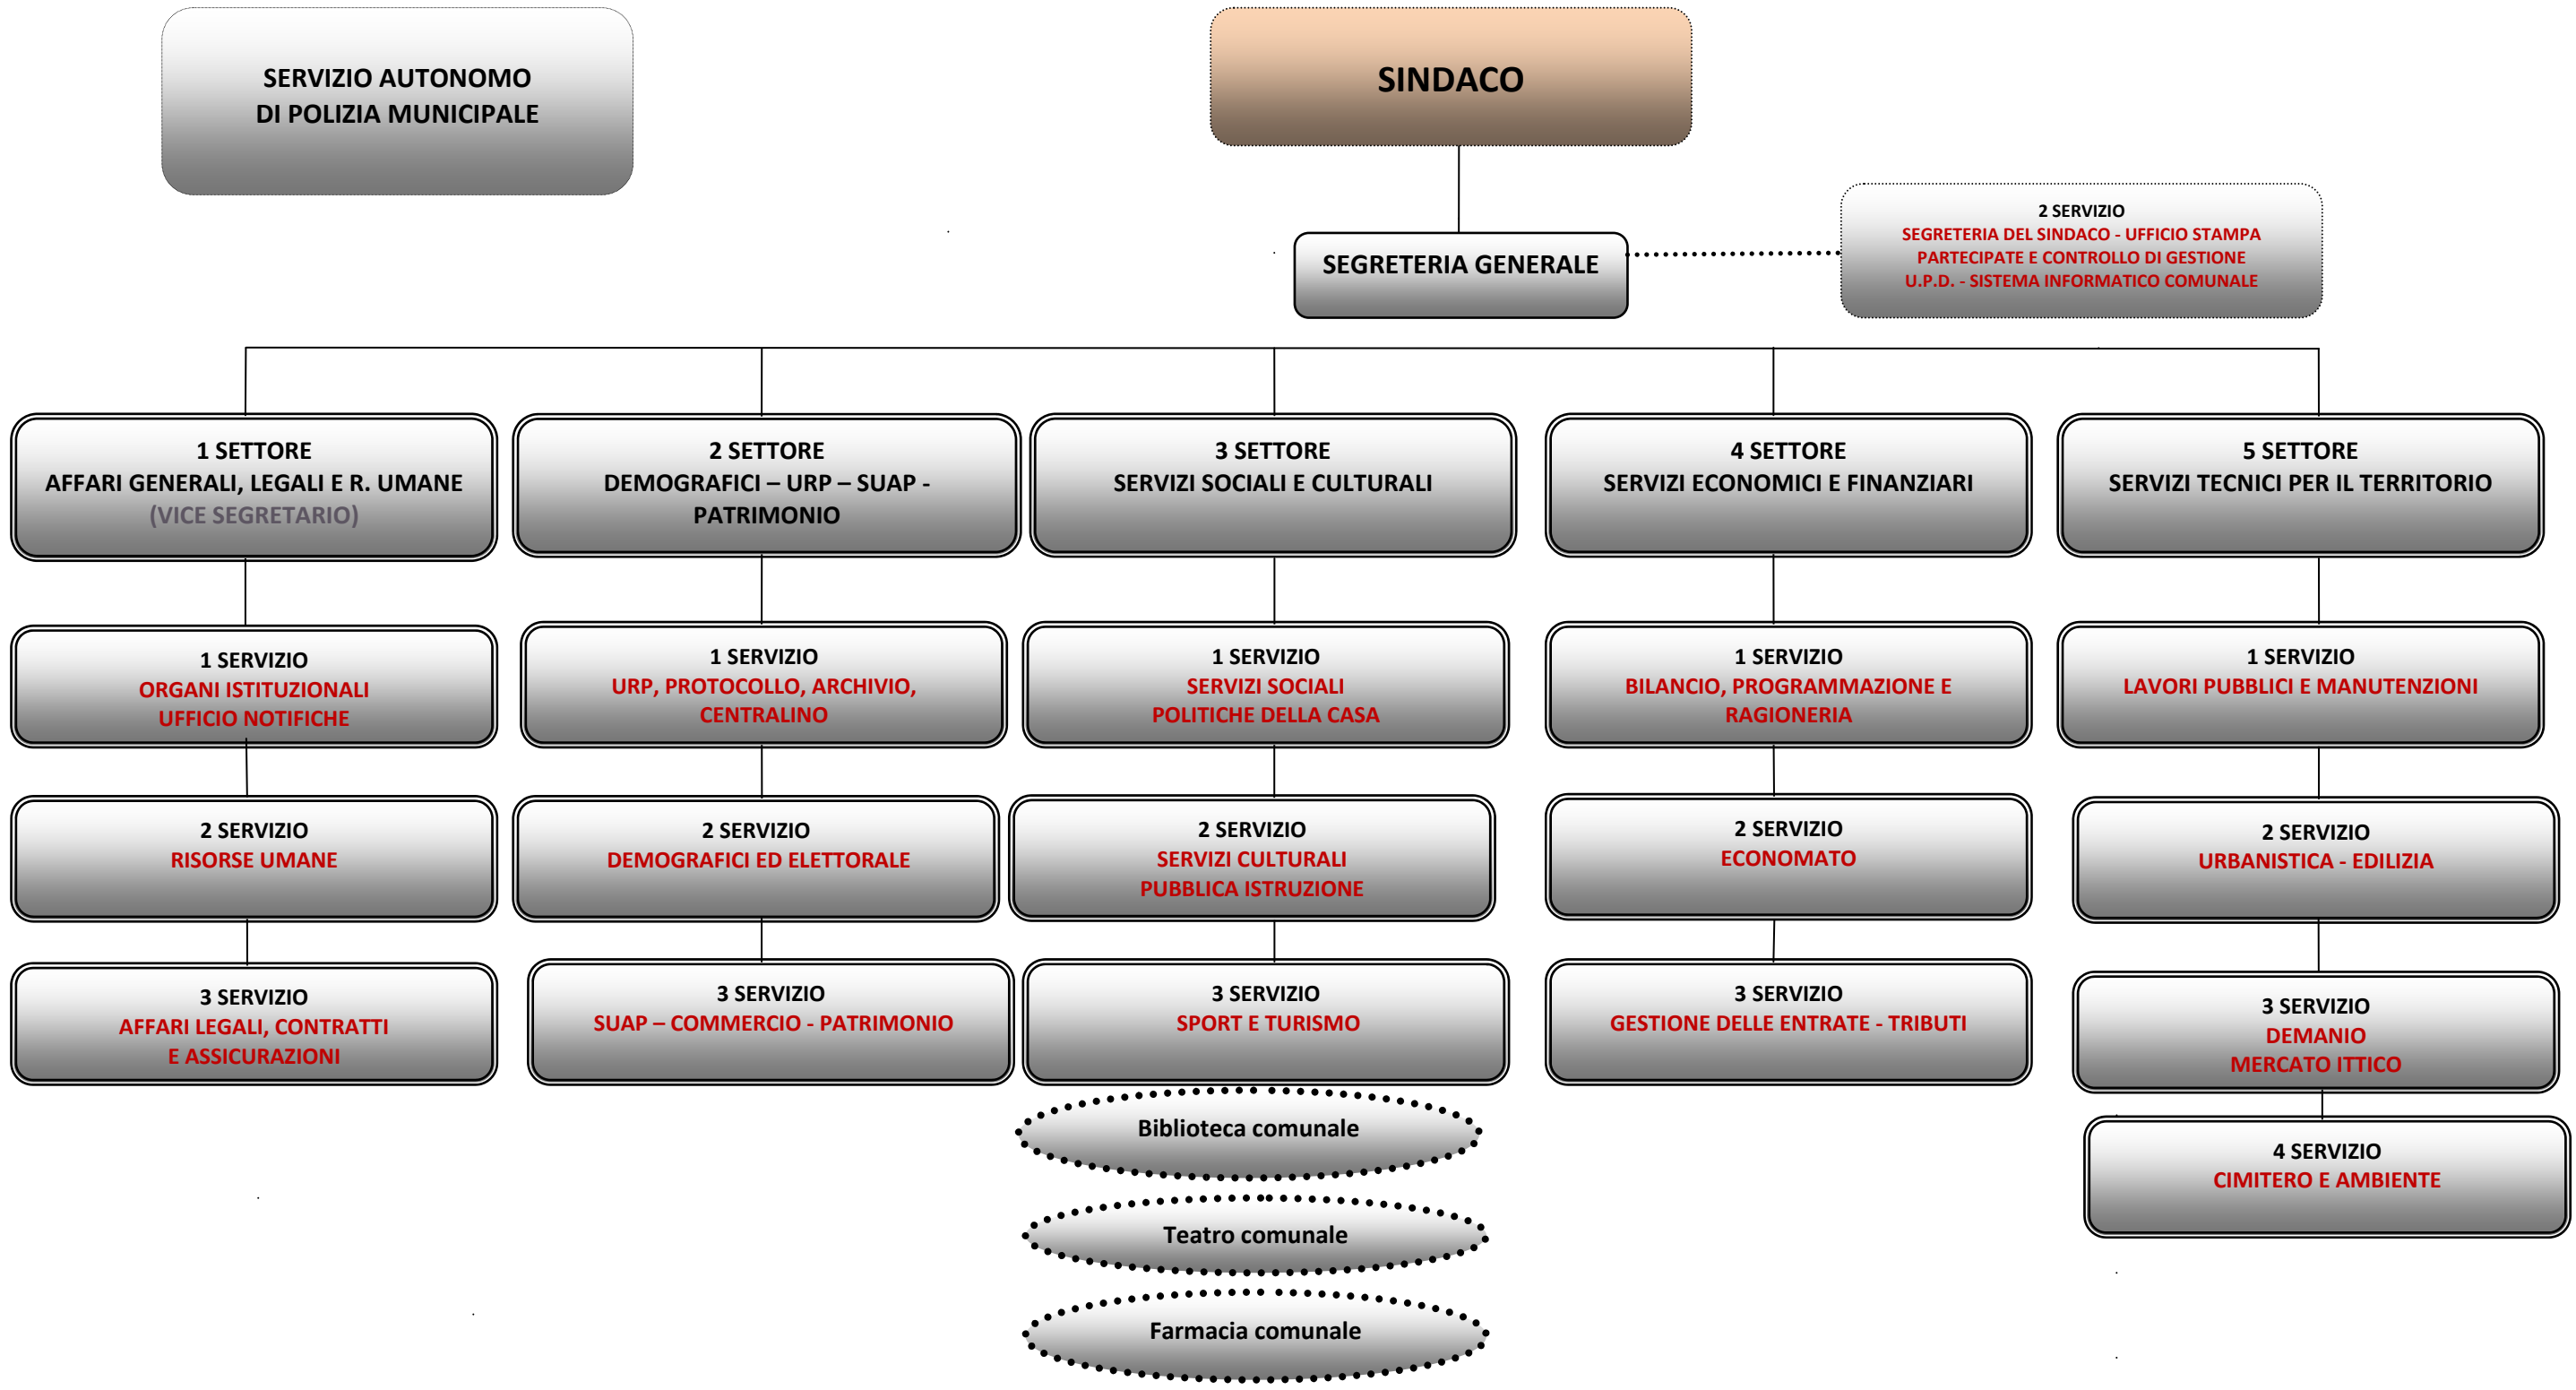 SERVIZIO AUTONOMO
DI POLIZIA MUNICIPALE
SINDACO
SEGRETERIA GENERALE
2 SERVIZIO
SEGRETERIA DEL SINDACO - UFFICIO STAMPA
PARTECIPATE E CONTROLLO DI GESTIONE
U.P.D. - SISTEMA INFORMATICO COMUNALE
1 SETTORE
AFFARI GENERALI, LEGALI E R. UMANE
(VICE SEGRETARIO)
2 SETTORE
DEMOGRAFICI – URP – SUAP -
PATRIMONIO
3 SETTORE
SERVIZI SOCIALI E CULTURALI
4 SETTORE
SERVIZI ECONOMICI E FINANZIARI
5 SETTORE
SERVIZI TECNICI PER IL TERRITORIO
1 SERVIZIO
ORGANI ISTITUZIONALI
UFFICIO NOTIFICHE
1 SERVIZIO
URP, PROTOCOLLO, ARCHIVIO,
CENTRALINO
1 SERVIZIO
SERVIZI SOCIALI
POLITICHE DELLA CASA
1 SERVIZIO
BILANCIO, PROGRAMMAZIONE E
RAGIONERIA
1 SERVIZIO
LAVORI PUBBLICI E MANUTENZIONI
2 SERVIZIO
RISORSE UMANE
2 SERVIZIO
DEMOGRAFICI ED ELETTORALE
2 SERVIZIO
SERVIZI CULTURALI
PUBBLICA ISTRUZIONE
2 SERVIZIO
ECONOMATO
2 SERVIZIO
URBANISTICA - EDILIZIA
3 SERVIZIO
AFFARI LEGALI, CONTRATTI
E ASSICURAZIONI
3 SERVIZIO
SUAP – COMMERCIO - PATRIMONIO
3 SERVIZIO
SPORT E TURISMO
3 SERVIZIO
GESTIONE DELLE ENTRATE - TRIBUTI
3 SERVIZIO
DEMANIO
MERCATO ITTICO
Biblioteca comunale
4 SERVIZIO
CIMITERO E AMBIENTE
Teatro comunale
Farmacia comunale